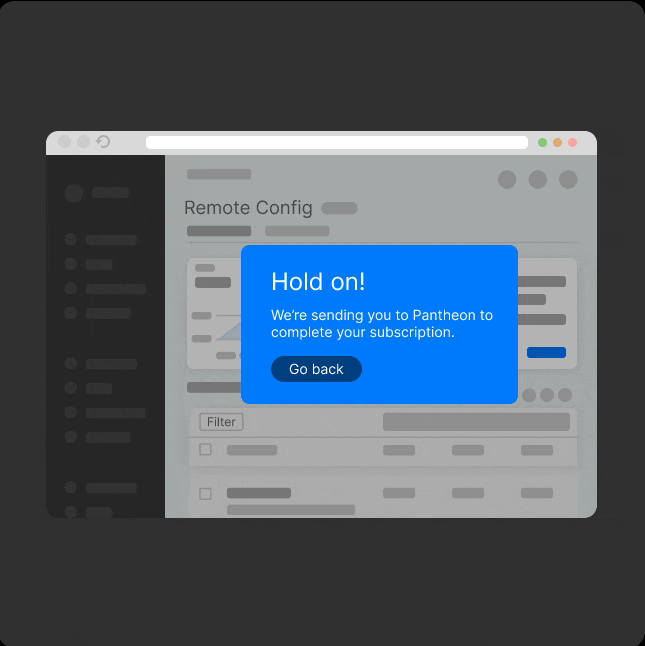 Remote Config
Hold on!
We’re sending you to Pantheon to
complete your subscription.
Go back
Filter